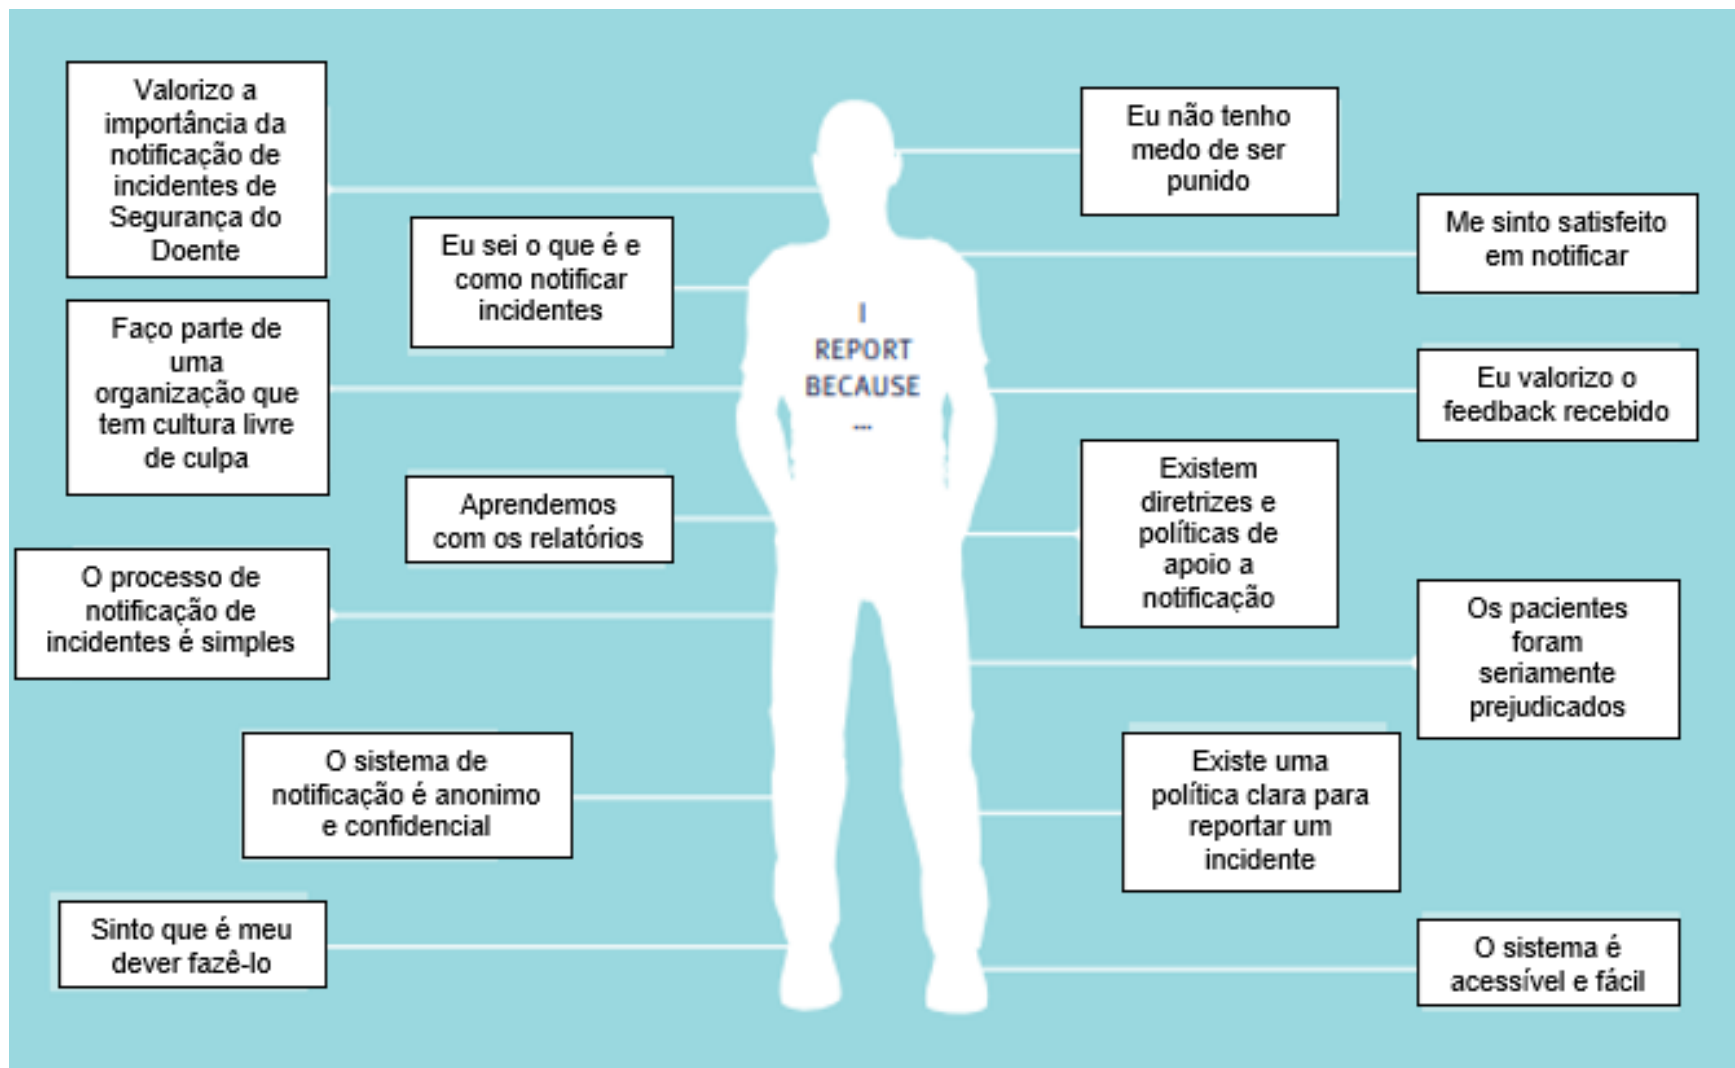 Valorizo a
importância da
notificação de
incidentes de
Segurança do
Doente
Eu sei o que é e
como notificar
incidentes
Faço parte de
uma
organização que
tem cultura livre
de culpa
Aprendemos
com os relatórios
O processo de
notificação de
incidentes é simples
O sistema de
notificação é anonimo
e confidencial
Sinto que é meu
dever fazê-lo
I
REPORT
BECAUSE
...
Eu não tenho
medo de ser
punido
Me sinto satisfeito
em notificar
Eu valorizo o
feedback recebido
Existem
diretrizes e
políticas de
apoio a
notificação
Os pacientes
foram
seriamente
prejudicados
Existe uma
política clara para
reportar um
incidente
O sistema é
acessível e fácil